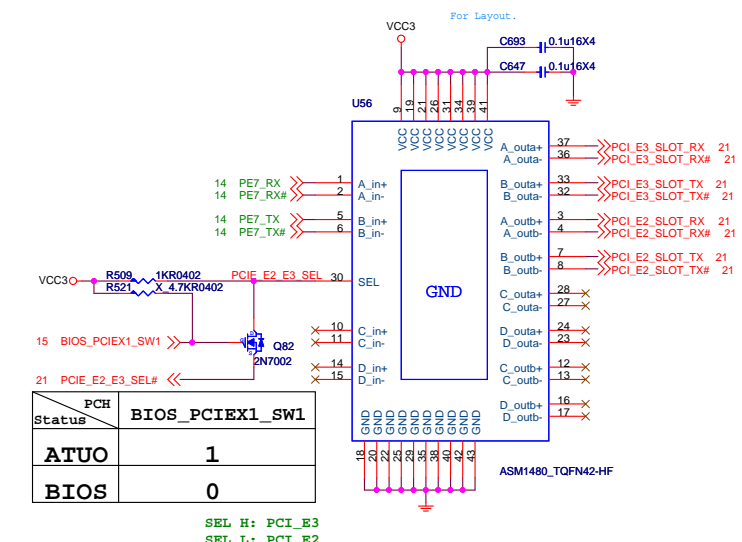 For Layout.
VCC3
C693 0.1u16X4
C647 0.1u16X4
U56
9 19 21 26 31 34 39 41
VCC VCC VCC VCC VCC VCC VCC VCC
A_outa+ 37 PCI_E3_SLOT_RX 21
A_outa- 36 PCI_E3_SLOT_RX# 21
14 PE7_RX 1 A_in+
14 PE7_RX# 2 A_in-
B_outa+ 33 PCI_E3_SLOT_TX 21
B_outa- 32 PCI_E3_SLOT_TX# 21
14 PE7_TX 5 B_in+
14 PE7_TX# 6 B_in-
A_outb+ 3 PCI_E2_SLOT_RX 21
A_outb- 4 PCI_E2_SLOT_RX# 21
B_outb+ 7 PCI_E2_SLOT_TX 21
B_outb- 8 PCI_E2_SLOT_TX# 21
VCC3 R509 1KR0402 PCIE_E2_E3_SEL 30 SEL
R521 X_4.7KR0402
GND
C_outa+ 28
C_outa- 27
15 BIOS_PCIEX1_SW1
Q82
2N7002
10 C_in+
11 C_in-
D_outa+ 24
D_outa- 23
21 PCIE_E2_E3_SEL#
14 D_in+
15 D_in-
C_outb+ 12
C_outb- 13
D_outb+ 16
D_outb- 17
GND GND GND GND GND GND GND GND GND GND
18 20 22 25 29 35 38 40 42 43
ASM1480_TQFN42-HF
PCH
Status BIOS_PCIEX1_SW1
ATUO 1
BIOS 0
SEL H: PCI_E3
SEL L: PCI_E2